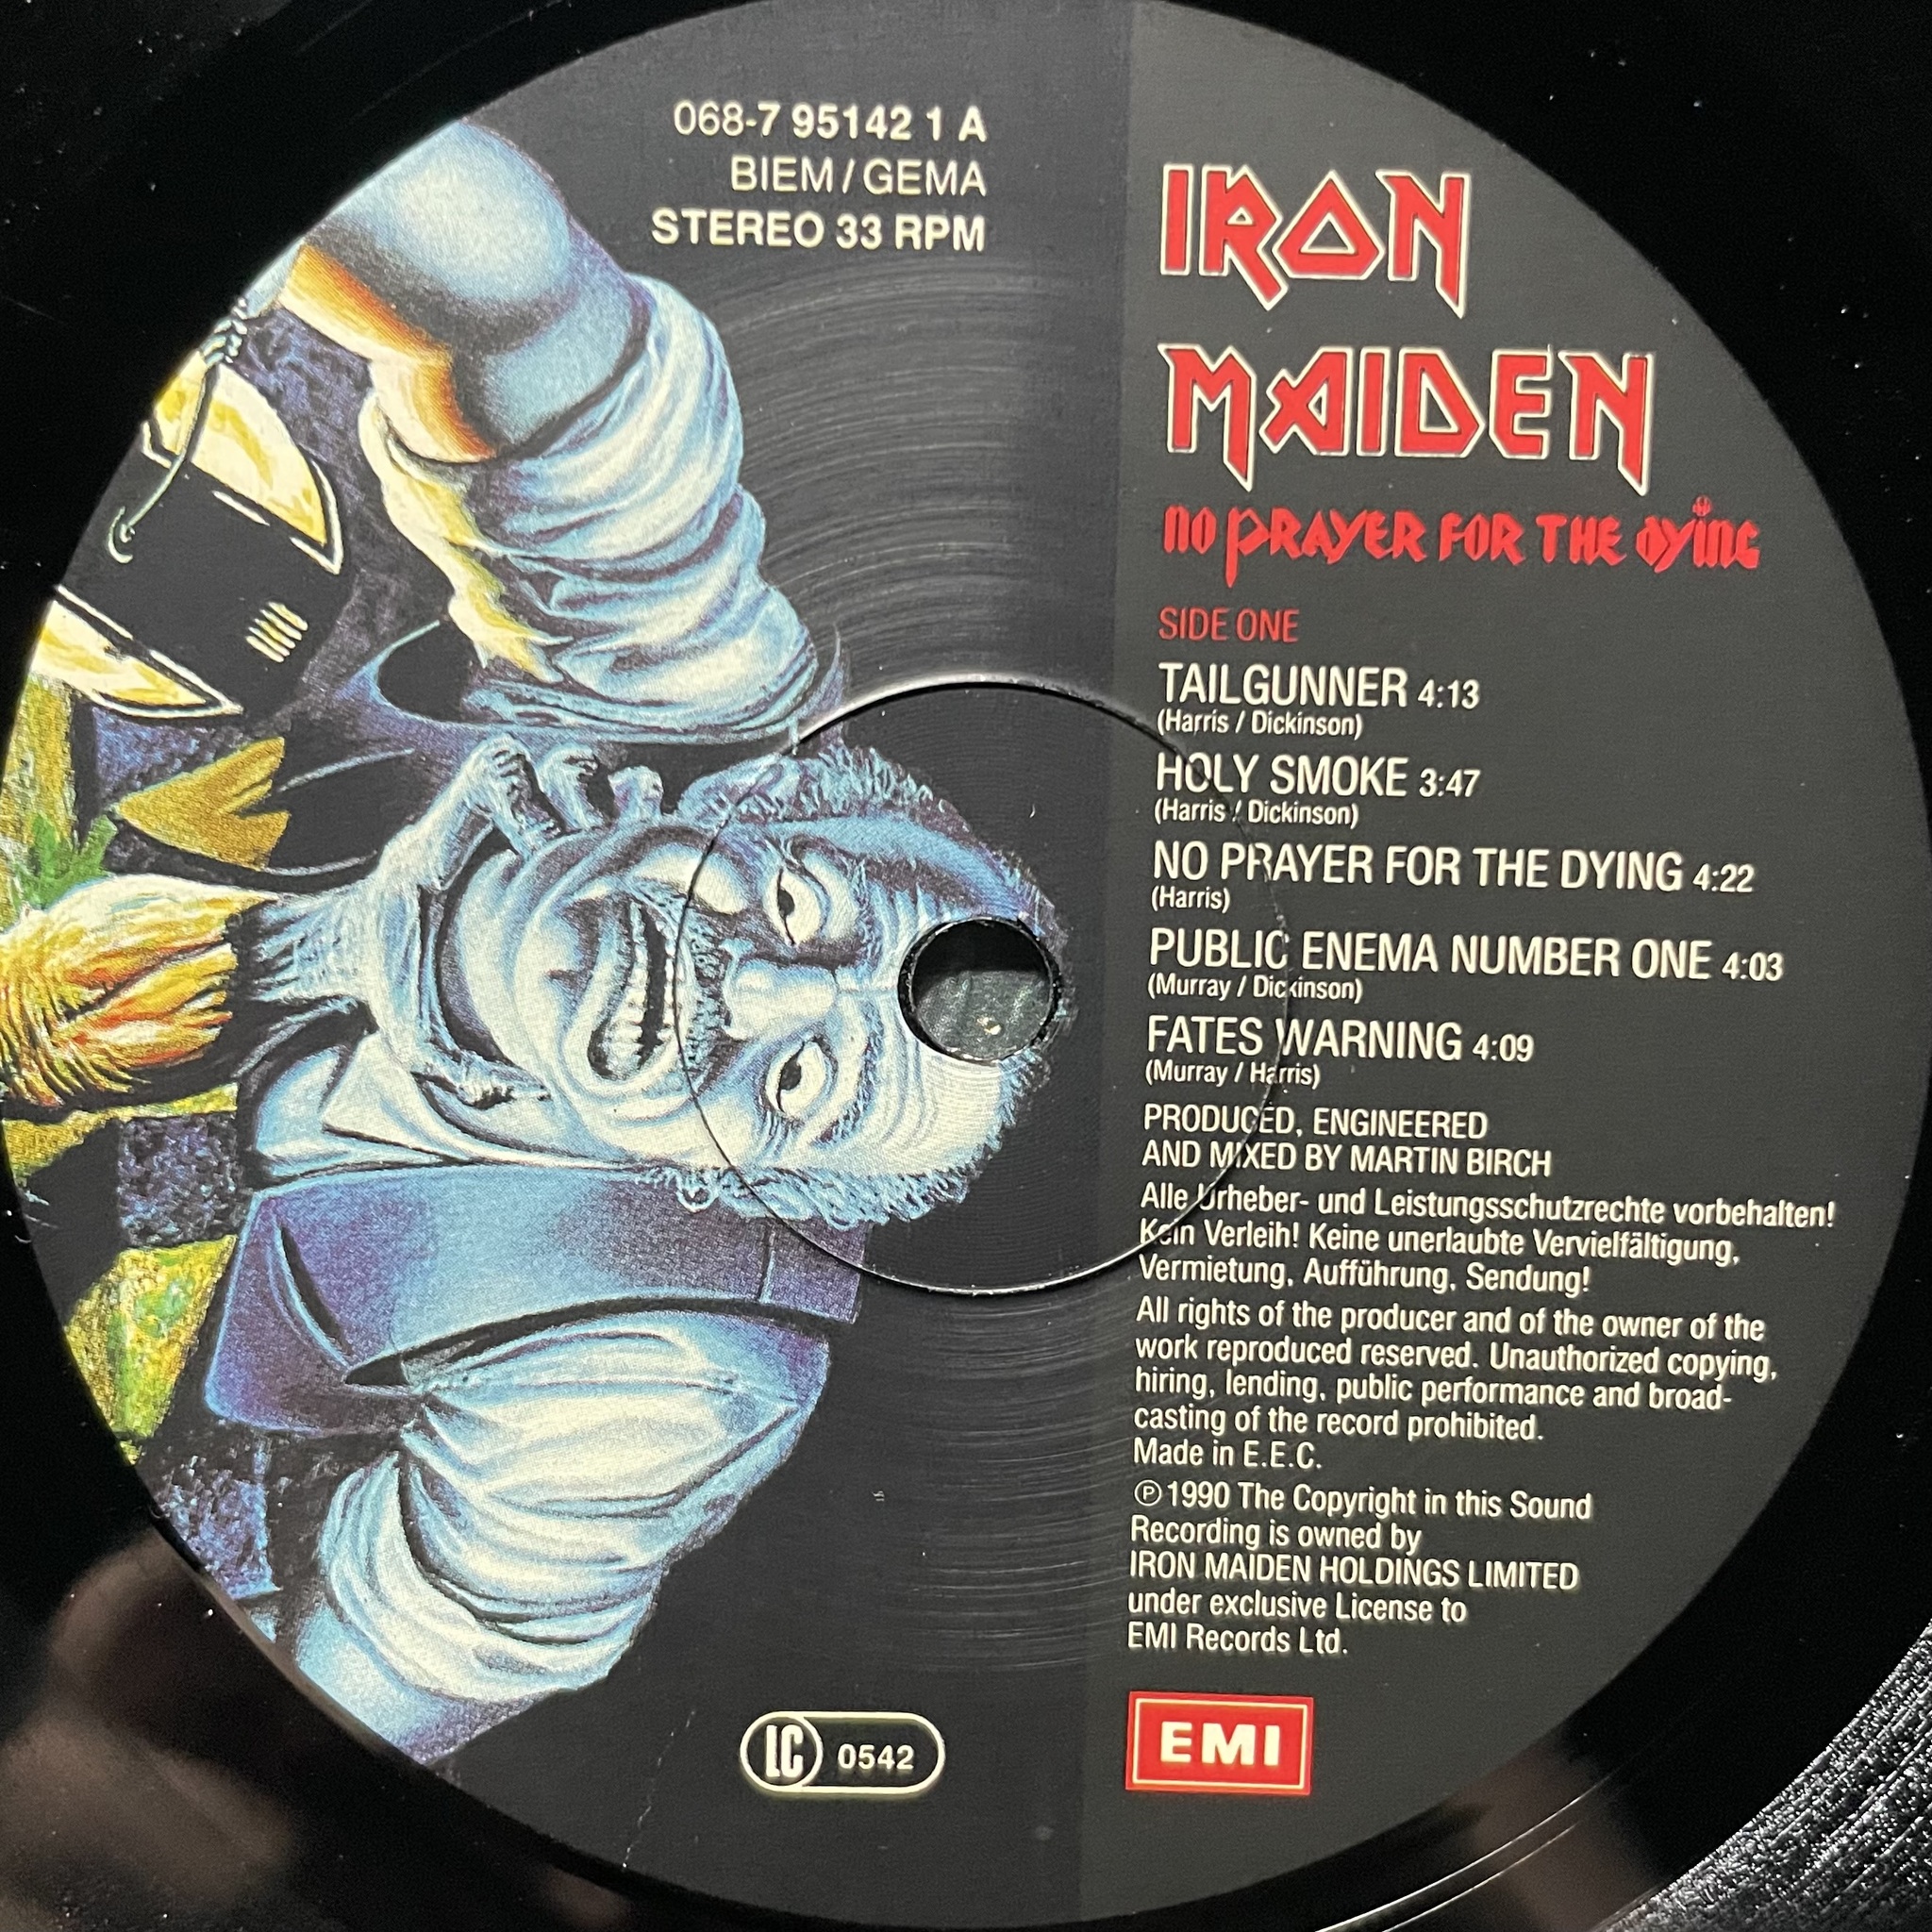 068-7 95142 1 A
BIEM / GEMA
STEREO 33 RPM
IRON
MAIDEN
NO PRAYER FOR THE DYING
SIDE ONE
TAILGUNNER 4:13
(Harris / Dickinson)
HOLY SMOKE 3:47
(Harris / Dickinson)
NO PRAYER FOR THE DYING 4:22
(Harris)
PUBLIC ENEMA NUMBER ONE 4:03
(Murray / Dickinson)
FATES WARNING 4:09
(Murray / Harris)
PRODUCED, ENGINEERED
AND MIXED BY MARTIN BIRCH
Alle Urheber- und Leistungsschutzrechte vorbehalten!
Kein Verleih! Keine unerlaubte Vervielfältigung,
Vermietung, Aufführung, Sendung!
All rights of the producer and of the owner of the
work reproduced reserved. Unauthorized copying,
hiring, lending, public performance and broad-
casting of the record prohibited.
Made in E.E.C.
℗ 1990 The Copyright in this Sound
Recording is owned by
IRON MAIDEN HOLDINGS LIMITED
under exclusive License to
EMI Records Ltd.
LC 0542
EMI